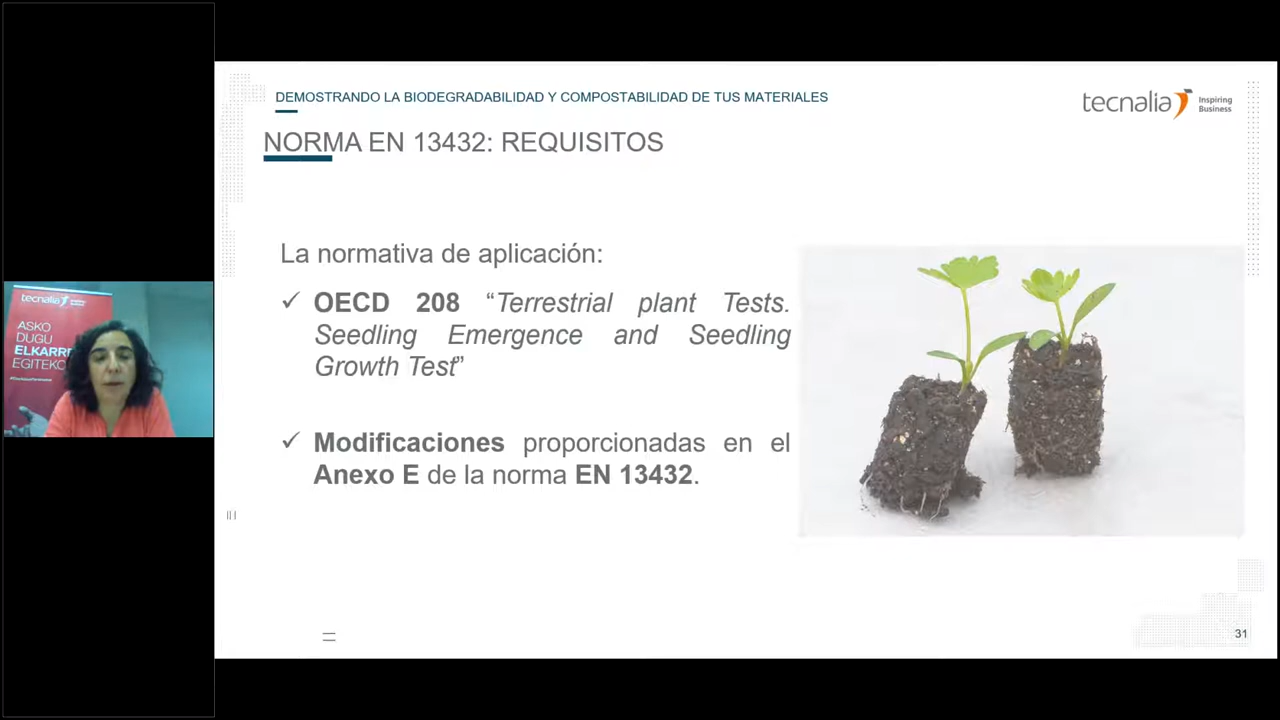 DEMOSTRANDO LA BIODEGRADABILIDAD Y COMPOSTABILIDAD DE TUS MATERIALES
tecnalia Inspiring
Business
NORMA EN 13432: REQUISITOS
La normativa de aplicación:
✓ OECD 208 “Terrestrial plant Tests.
Seedling Emergence and Seedling
Growth Test”
✓ Modificaciones proporcionadas en el
Anexo E de la norma EN 13432.
31
tecnalia
ASKO
DUGU
ELKARRE
EGITEKO